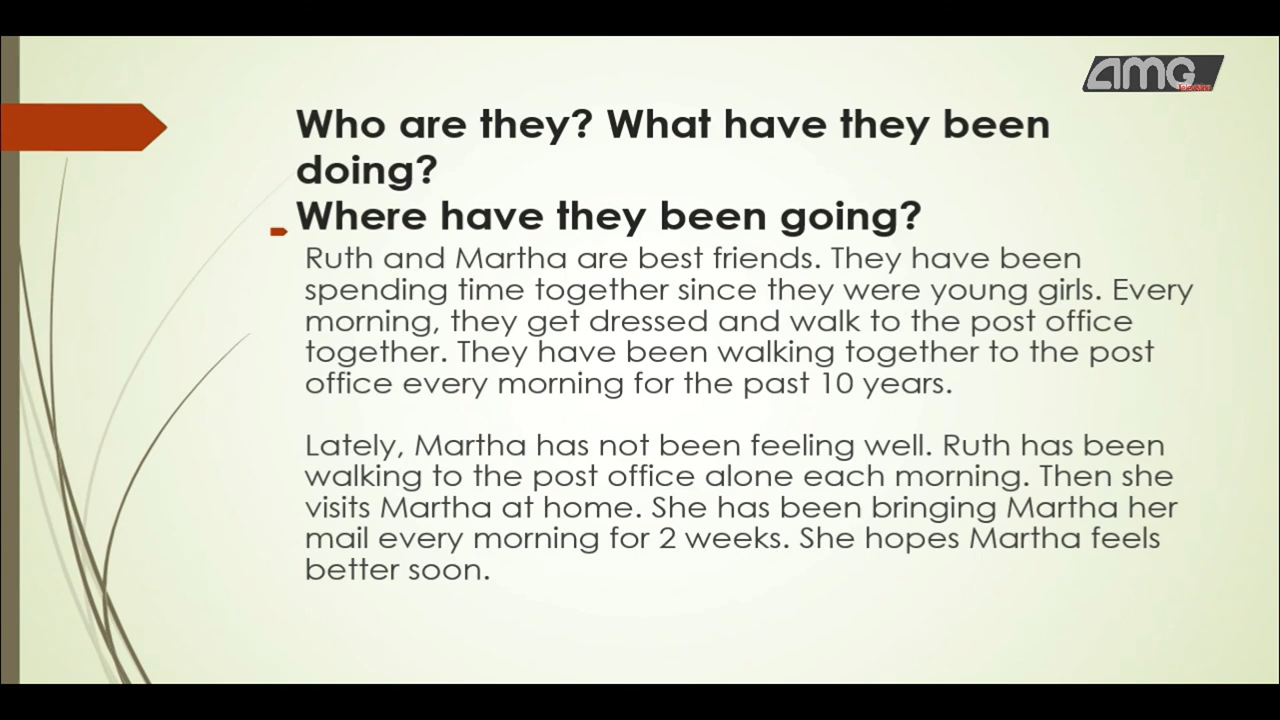 AMG
Who are they? What have they been
doing?
Where have they been going?
Ruth and Martha are best friends. They have been
spending time together since they were young girls. Every
morning, they get dressed and walk to the post office
together. They have been walking together to the post
office every morning for the past 10 years.
Lately, Martha has not been feeling well. Ruth has been
walking to the post office alone each morning. Then she
visits Martha at home. She has been bringing Martha her
mail every morning for 2 weeks. She hopes Martha feels
better soon.